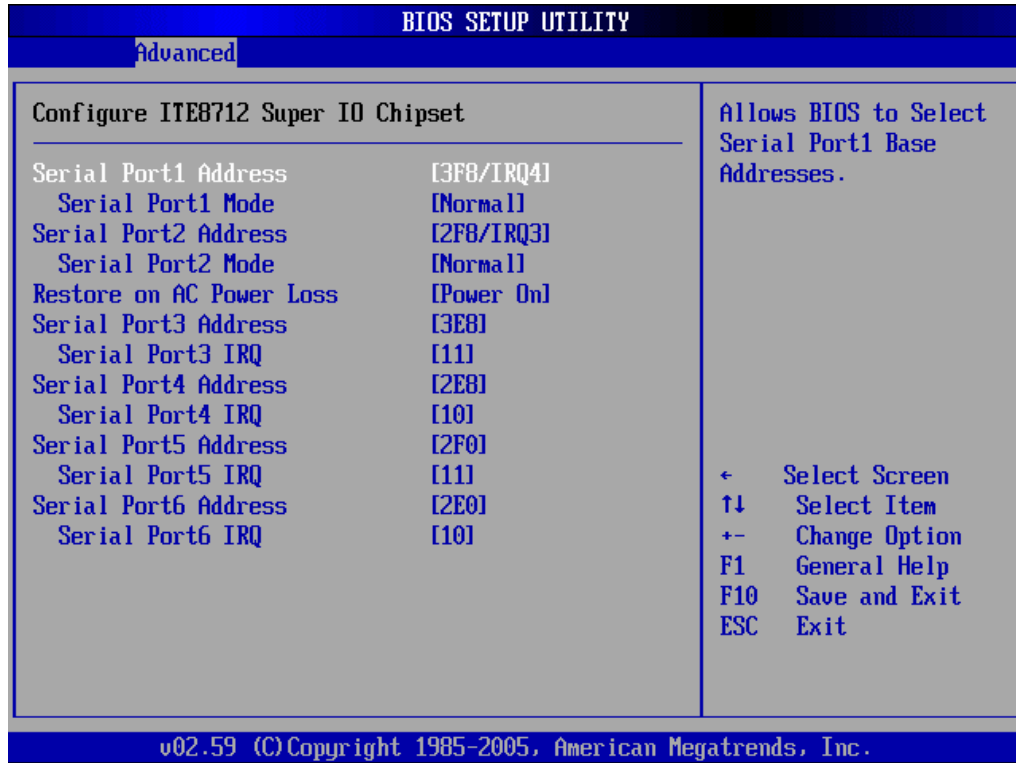 BIOS SETUP UTILITY
Advanced
Configure ITE8712 Super IO Chipset
Serial Port1 Address [3F8/IRQ4]
Serial Port1 Mode [Normal]
Serial Port2 Address [2F8/IRQ3]
Serial Port2 Mode [Normal]
Restore on AC Power Loss [Power On]
Serial Port3 Address [3E8]
Serial Port3 IRQ [11]
Serial Port4 Address [2E8]
Serial Port4 IRQ [10]
Serial Port5 Address [2F0]
Serial Port5 IRQ [11]
Serial Port6 Address [2E0]
Serial Port6 IRQ [10]
Allows BIOS to Select
Serial Port1 Base
Addresses.
← Select Screen
↑↓ Select Item
+- Change Option
F1 General Help
F10 Save and Exit
ESC Exit
v02.59 (C)Copyright 1985-2005, American Megatrends, Inc.